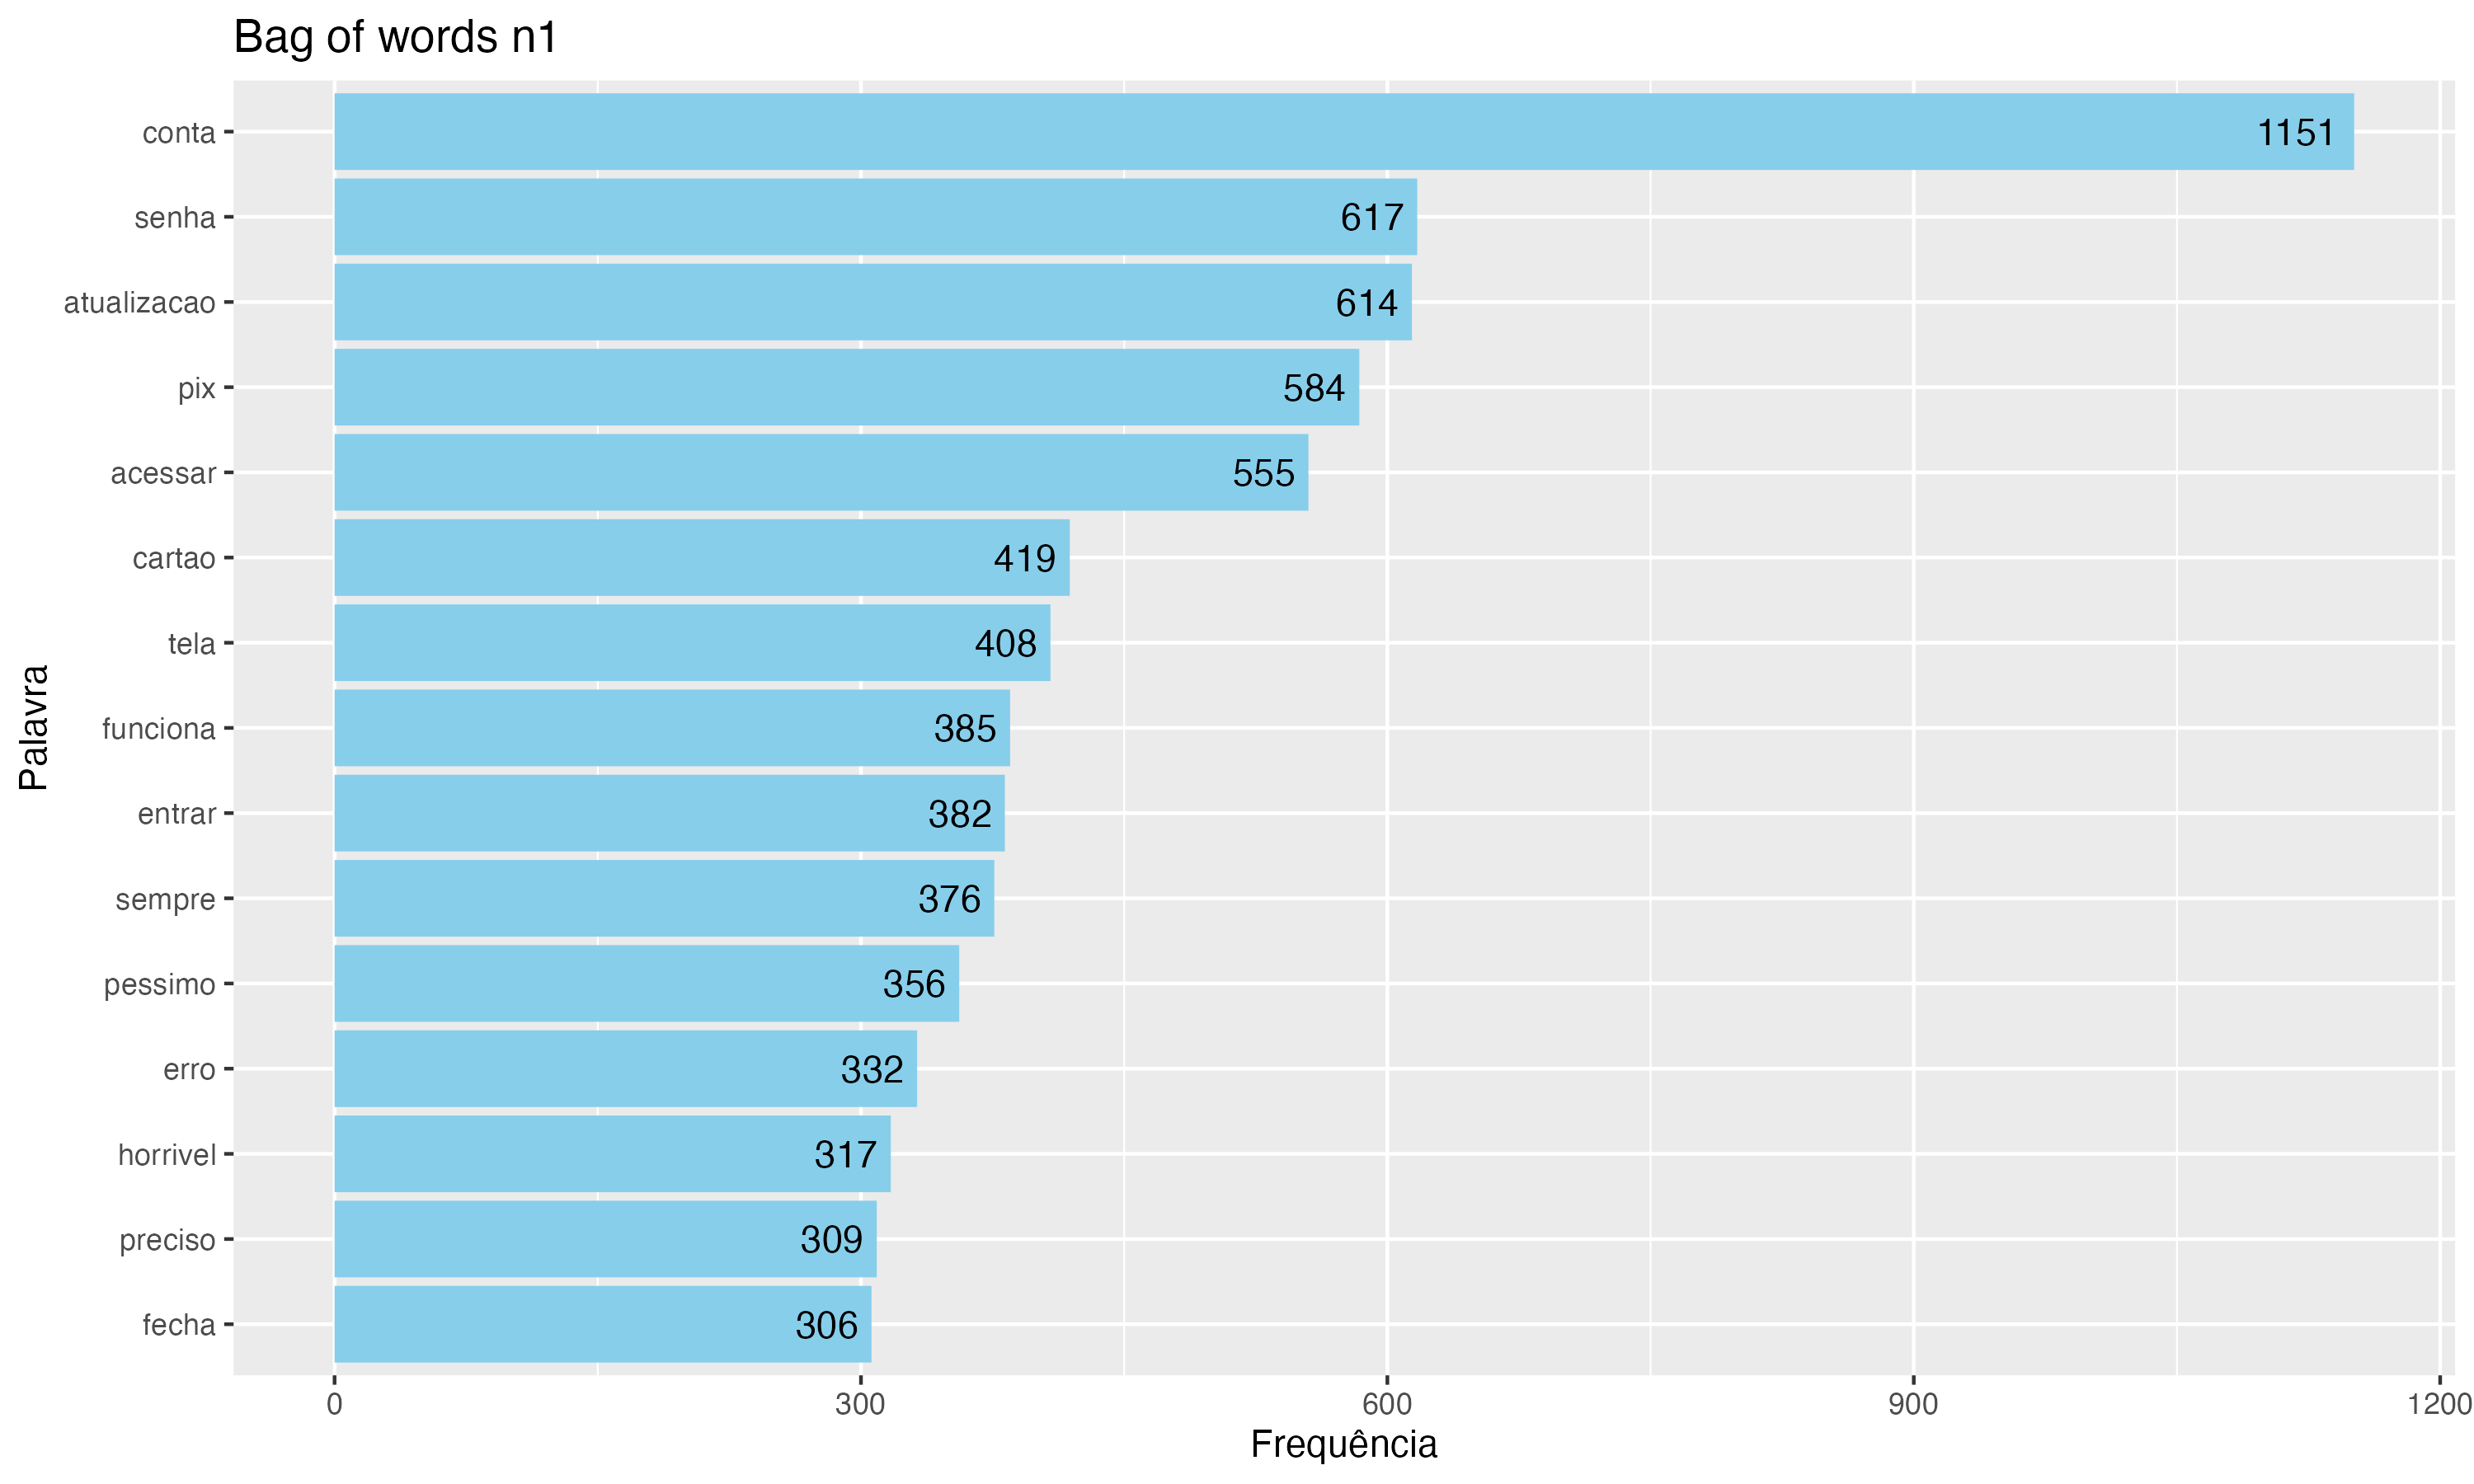 Bag of words n1
Palavra
conta 1151
senha 617
atualizacao 614
pix 584
acessar 555
cartao 419
tela 408
funciona 385
entrar 382
sempre 376
pessimo 356
erro 332
horrivel 317
preciso 309
fecha 306
0 300 600 900 1200
Frequência